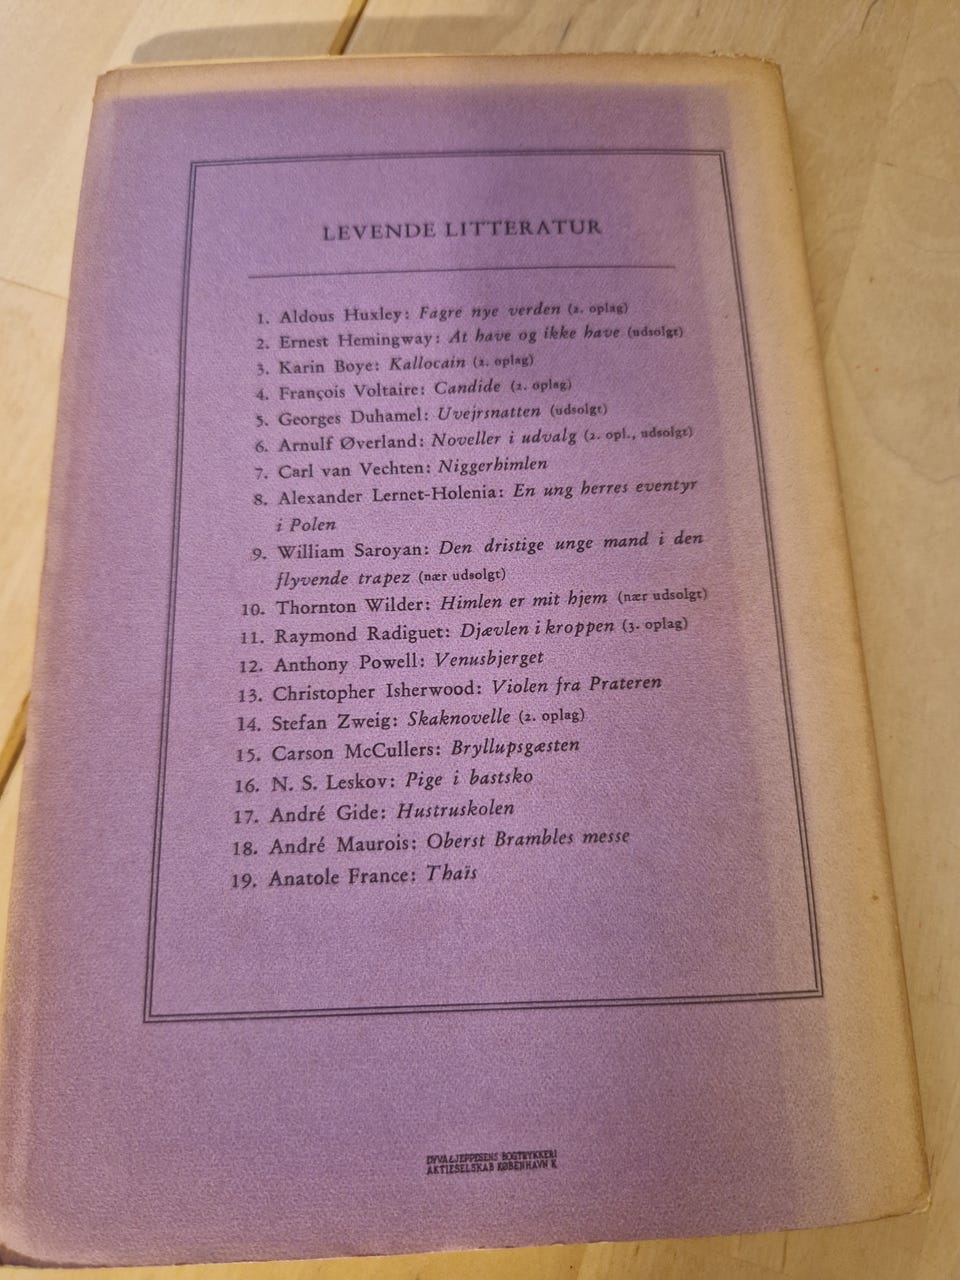 LEVENDE LITTERATUR
1. Aldous Huxley: Fagre nye verden (2. oplag)
2. Ernest Hemingway: At have og ikke have (udsolgt)
3. Karin Boye: Kallocain (2. oplag)
4. François Voltaire: Candide (2. oplag)
5. Georges Duhamel: Uvejrsnatten (udsolgt)
6. Arnulf Øverland: Noveller i udvalg (2. opl., udsolgt)
7. Carl van Vechten: Niggerhimlen
8. Alexander Lernet-Holenia: En ung herres eventyr
i Polen
9. William Saroyan: Den dristige unge mand i den
flyvende trapez (nær udsolgt)
10. Thornton Wilder: Himlen er mit hjem (nær udsolgt)
11. Raymond Radiguet: Djævlen i kroppen (3. oplag)
12. Anthony Powell: Venusbjerget
13. Christopher Isherwood: Violen fra Prateren
14. Stefan Zweig: Skaknovelle (2. oplag)
15. Carson McCullers: Bryllupsgæsten
16. N. S. Leskov: Pige i bastsko
17. André Gide: Hustruskolen
18. André Maurois: Oberst Brambles messe
19. Anatole France: Thaïs
DYVA & JEPPESENS BOGTRYKKERI
AKTIESELSKAB KØBENHAVN K